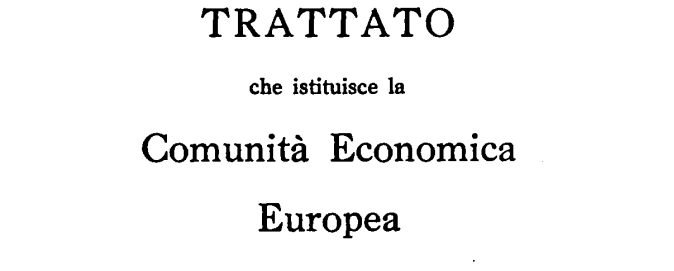 TRATTATO
che istituisce la
Comunità Economica
Europea